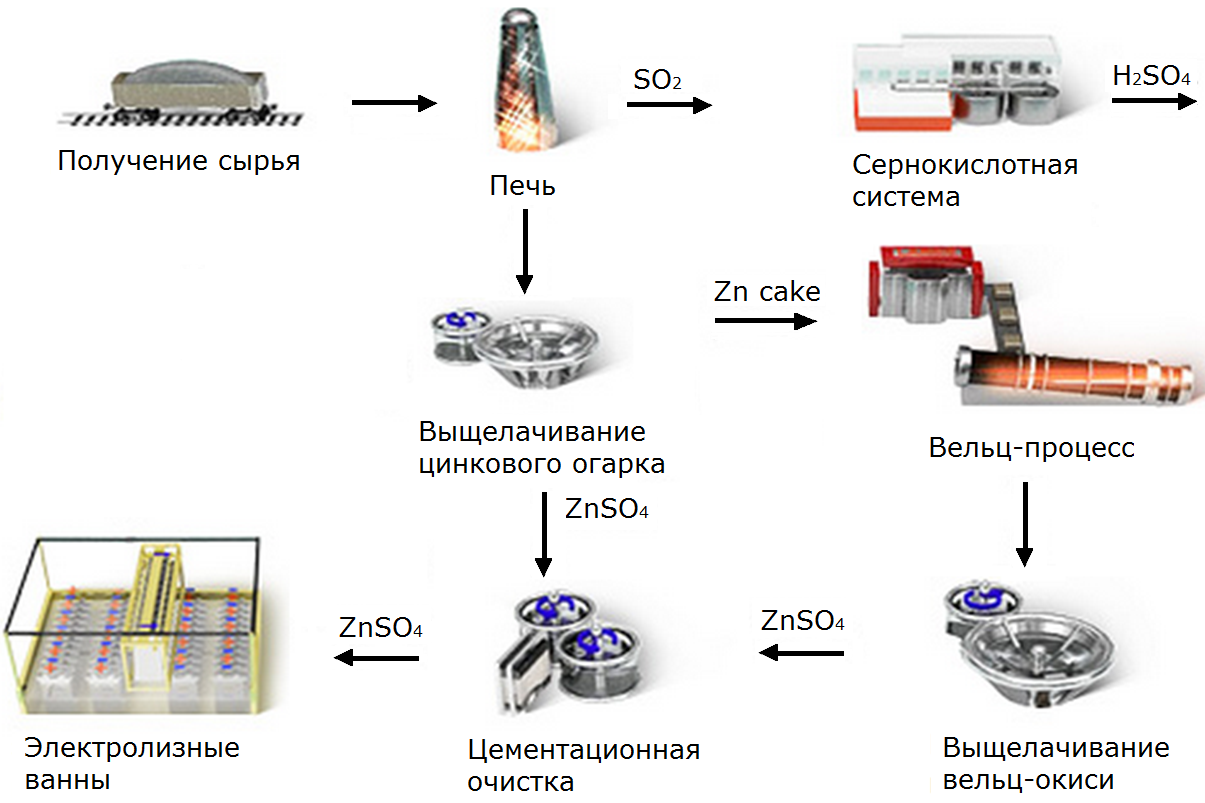 SO₂
H₂SO₄
Получение сырья
Печь
Сернокислотная
система
Zn cake
Выщелачивание
цинкового огарка
Вельц-процесс
ZnSO₄
ZnSO₄
ZnSO₄
Электролизные
ванны
Цементационная
очистка
Выщелачивание
вельц-окиси